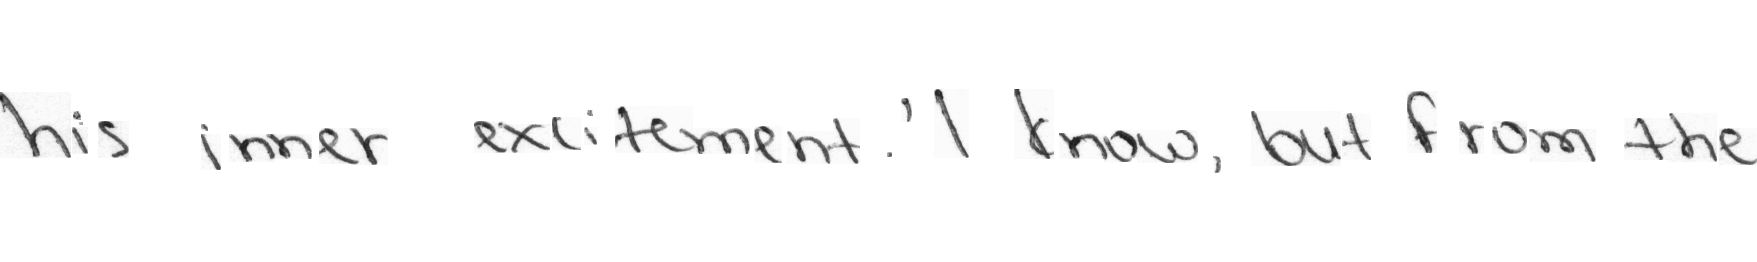 his inner excitement. 'I know, but from the